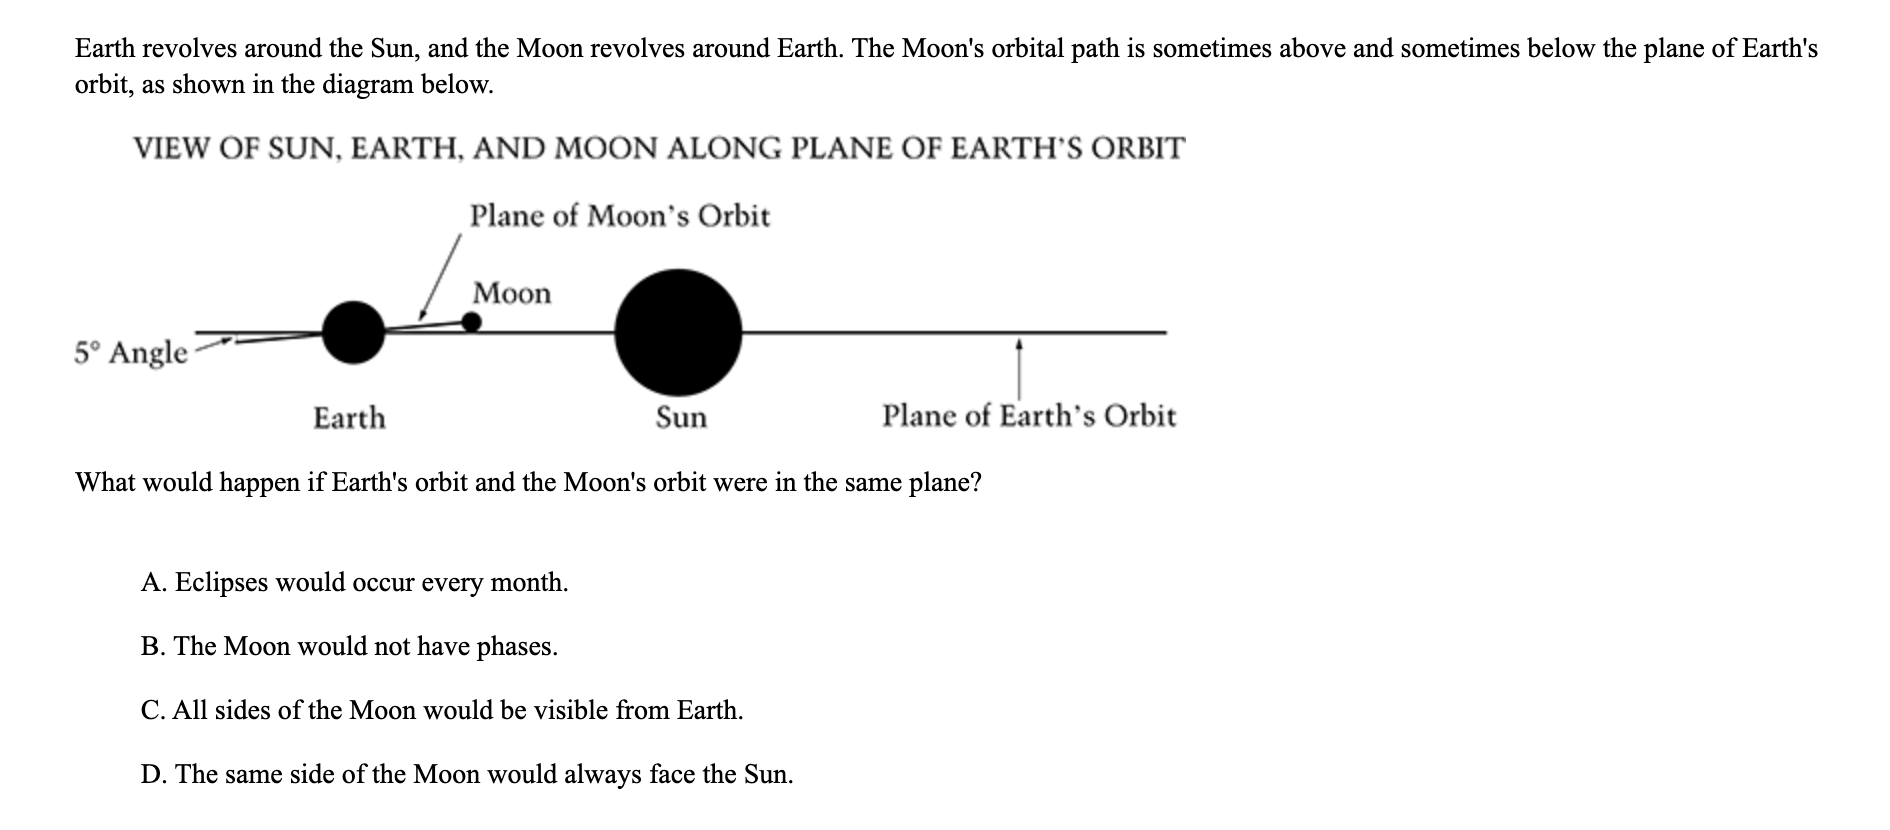 Earth revolves around the Sun, and the Moon revolves around Earth. The Moon's orbital path is sometimes above and sometimes below the plane of Earth's
orbit, as shown in the diagram below.
VIEW OF SUN, EARTH, AND MOON ALONG PLANE OF EARTH'S ORBIT
Plane of Moon's Orbit
Moon
5° Angle
Earth
Sun
Plane of Earth's Orbit
What would happen if Earth's orbit and the Moon's orbit were in the same plane?
A. Eclipses would occur every month.
B. The Moon would not have phases.
C. All sides of the Moon would be visible from Earth.
D. The same side of the Moon would always face the Sun.